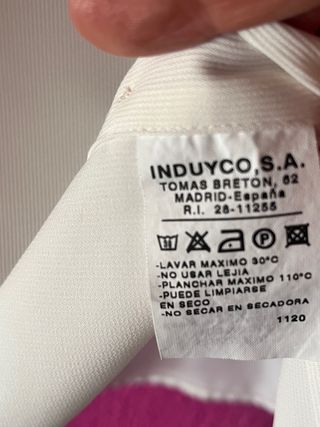 INDUYCO, S.A.
TOMAS BRETON, 62
MADRID-España
R.I. 28-11255
-LAVAR MAXIMO 30°C
-NO USAR LEJIA
-PLANCHAR MAXIMO 110°C
-PUEDE LIMPIARSE
EN SECO
-NO SECAR EN SECADORA
1120